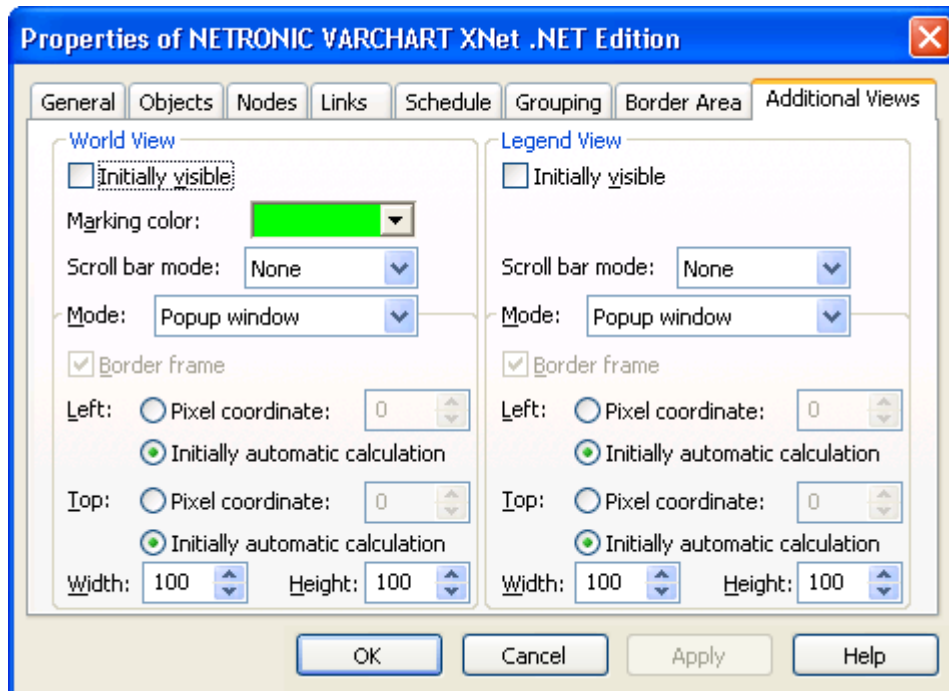 Properties of NETRONIC VARCHART XNet .NET Edition
General Objects Nodes Links Schedule Grouping Border Area Additional Views
World View
Initially visible
Marking color:
Scroll bar mode: None
Mode: Popup window
Border frame
Left: Pixel coordinate: 0
Initially automatic calculation
Top: Pixel coordinate: 0
Initially automatic calculation
Width: 100 Height: 100
Legend View
Initially visible
Scroll bar mode: None
Mode: Popup window
Border frame
Left: Pixel coordinate: 0
Initially automatic calculation
Top: Pixel coordinate: 0
Initially automatic calculation
Width: 100 Height: 100
OK Cancel Apply Help